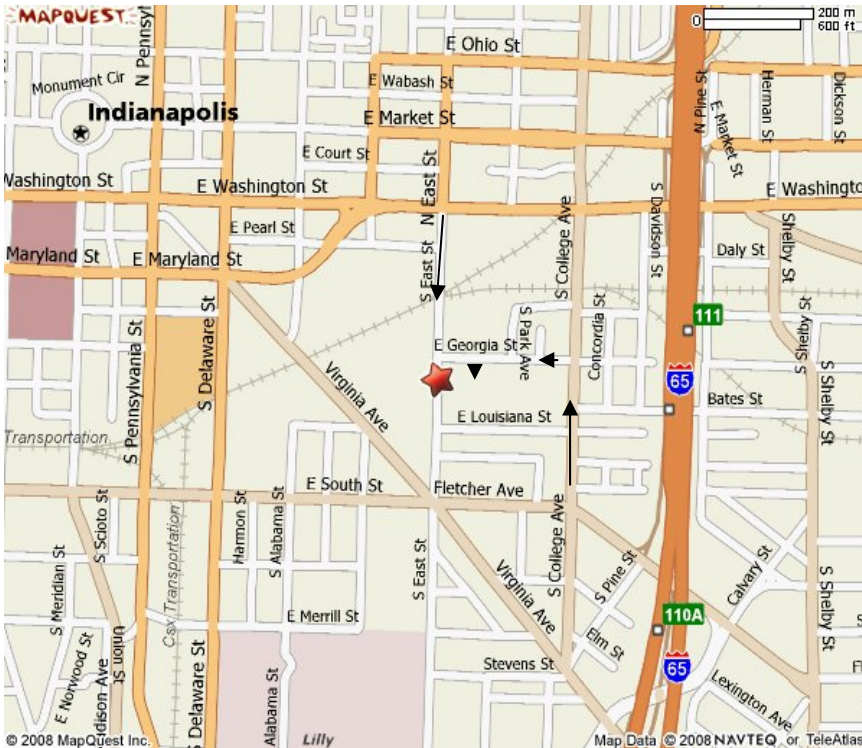 MAPQUEST
0
200 m
600 ft
N Pennsyl
E Ohio St
Monument Cir
Indianapolis
E Wabash St
E Market St
E Court St
N Pine St
E Market St
Herman St
Dickson St
Washington St
E Washington St
N East St
E Washingto
E Pearl St
S East St
S College Ave
S Davidson St
Shelby St
Daly St
Maryland St
E Maryland St
S Pennsylvania St
S Delaware St
Virginia Ave
E Georgia St
S Park Ave
Concordia St
111
65
S Shelby St
S Shelby St
Bates St
E Louisiana St
Transportation
E South St
Fletcher Ave
S Scioto St
Harmon St
S Alabama St
Csx Transportation
S Meridian St
S East St
S College Ave
Virginia Ave
S Pine St
Calvary St
S Shelby St
E Merrill St
110A
Elm St
Stevens St
65
E Norwood St
Union St
dison Ave
S Delaware St
Alabama St
Lilly
Lexington Ave
Fl
© 2008 MapQuest Inc.
Map Data © 2008 NAVTEQ or TeleAtlas